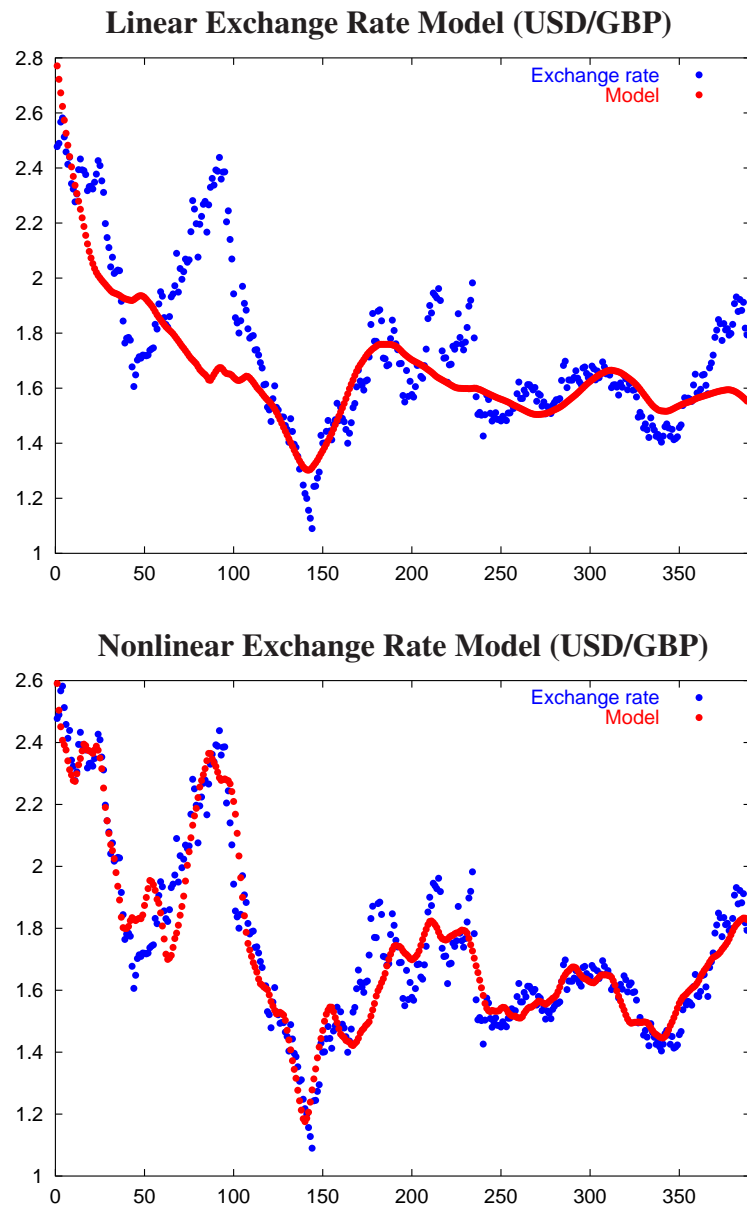 Linear Exchange Rate Model (USD/GBP)
2.8
Exchange rate
2.6
Model
2.4
2.2
2
1.8
1.6
1.4
1.2
1
0 50 100 150 200 250 300 350
Nonlinear Exchange Rate Model (USD/GBP)
2.6
Exchange rate
Model
2.4
2.2
2
1.8
1.6
1.4
1.2
1
0 50 100 150 200 250 300 350